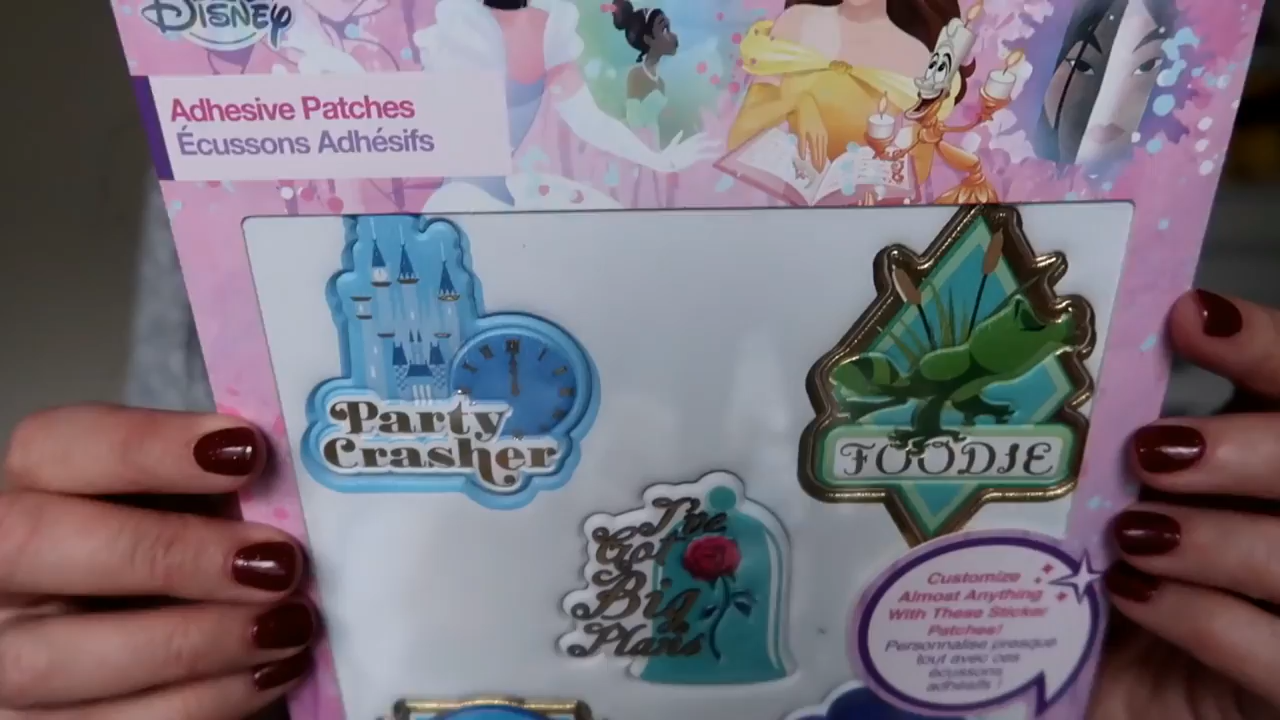 Disney
Adhesive Patches
Écussons Adhésifs
Party
Crasher
FOODIE
I've
Got
Big
Plans
Customize
Almost Anything
With These Sticker
Patches!
Personnalise presque
tout avec ces
écussons
adhésifs !